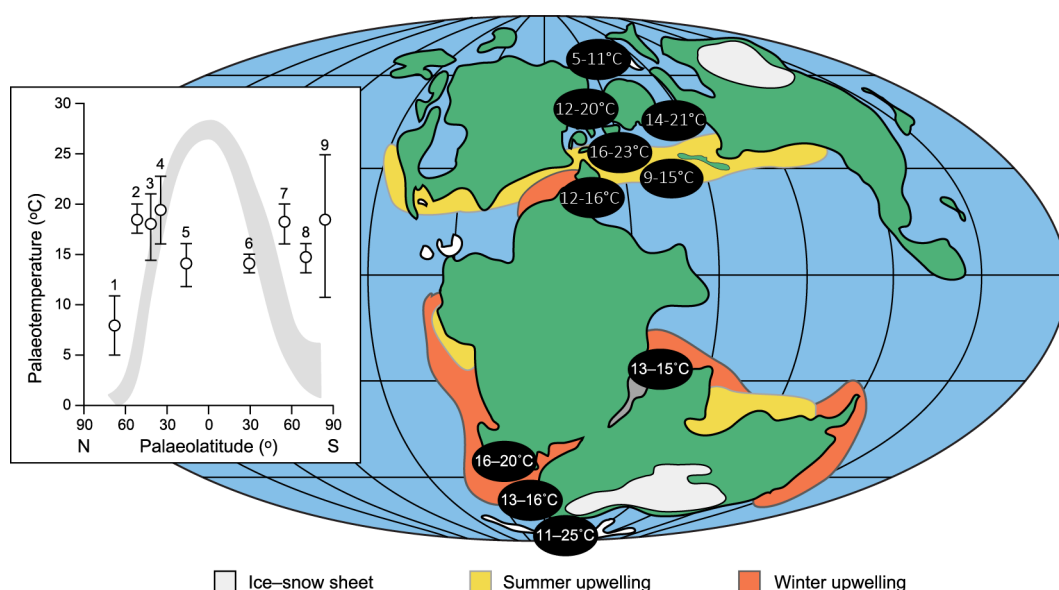 30
25
20
15
10
5
0
Palaeotemperature (°C)
1
2
3
4
5
6
7
8
9
90
60
30
0
30
60
90
N
Palaeolatitude (°)
S
5-11°C
12-20°C
14-21°C
16-23°C
9-15°C
12-16°C
13–15°C
16–20°C
13–16°C
11–25°C
Ice–snow sheet
Summer upwelling
Winter upwelling